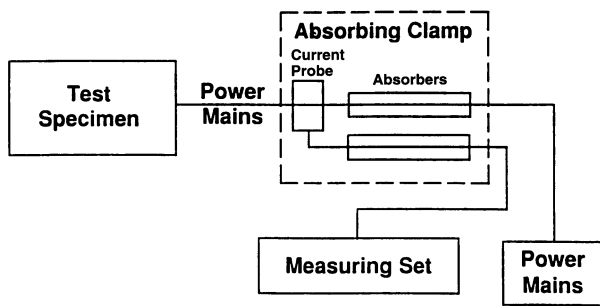 Absorbing Clamp
Current
Probe
Absorbers
Test
Specimen
Power
Mains
Measuring Set
Power
Mains